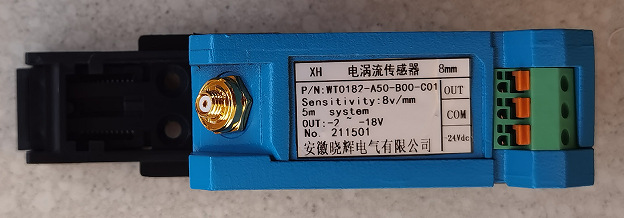 XH 电涡流传感器 8mm
P/N:WT0182-A50-B00-C01
Sensitivity:8v/mm
5m system
OUT:-2 ~ -18V
No. 211501
安徽晓辉电气有限公司
OUT
COM
-24Vdc